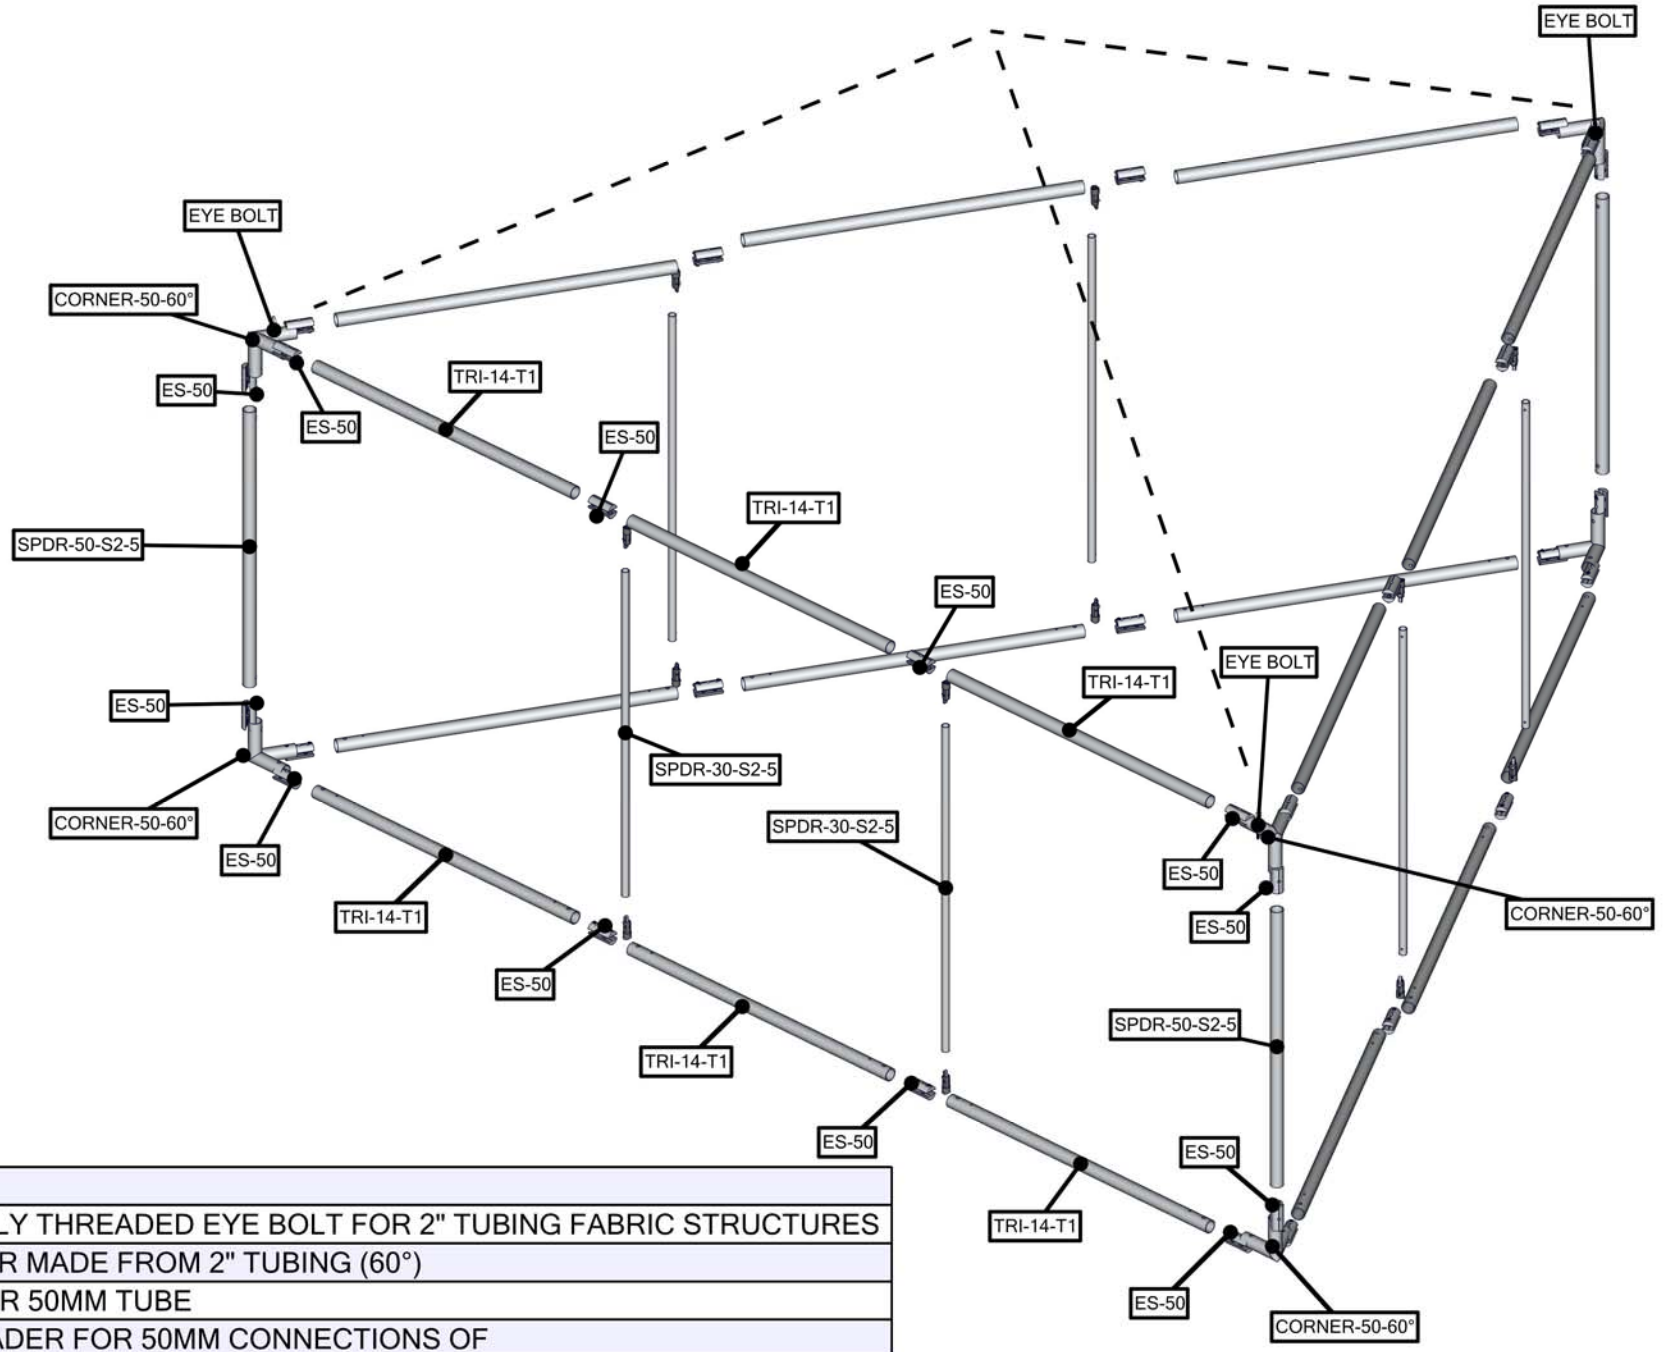 EYE BOLT
EYE BOLT
CORNER-50-60°
ES-50
ES-50
TRI-14-T1
ES-50
TRI-14-T1
SPDR-50-S2-5
ES-50
EYE BOLT
TRI-14-T1
ES-50
SPDR-30-S2-5
CORNER-50-60°
ES-50
SPDR-30-S2-5
ES-50
TRI-14-T1
CORNER-50-60°
ES-50
ES-50
SPDR-50-S2-5
TRI-14-T1
ES-50
ES-50
TRI-14-T1
ES-50
CORNER-50-60°
LY THREADED EYE BOLT FOR 2" TUBING FABRIC STRUCTURES
R MADE FROM 2" TUBING (60°)
R 50MM TUBE
ADER FOR 50MM CONNECTIONS OF